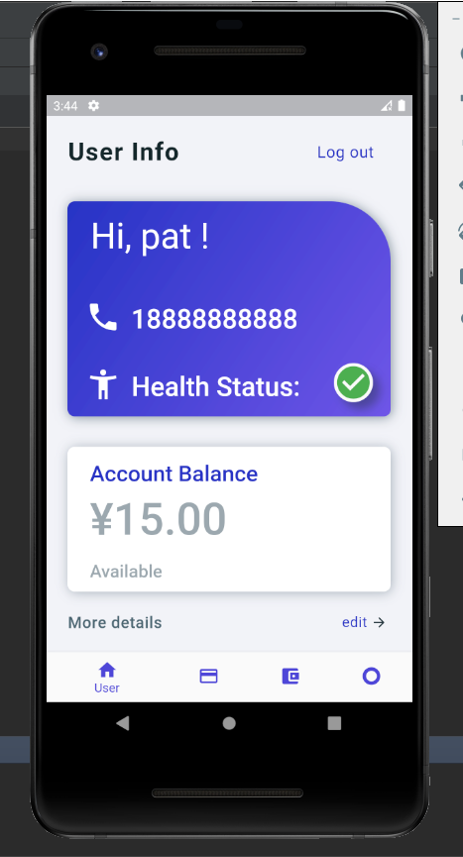 3:44
User Info
Log out
Hi, pat !
18888888888
Health Status:
Account Balance
¥15.00
Available
More details
edit →
User